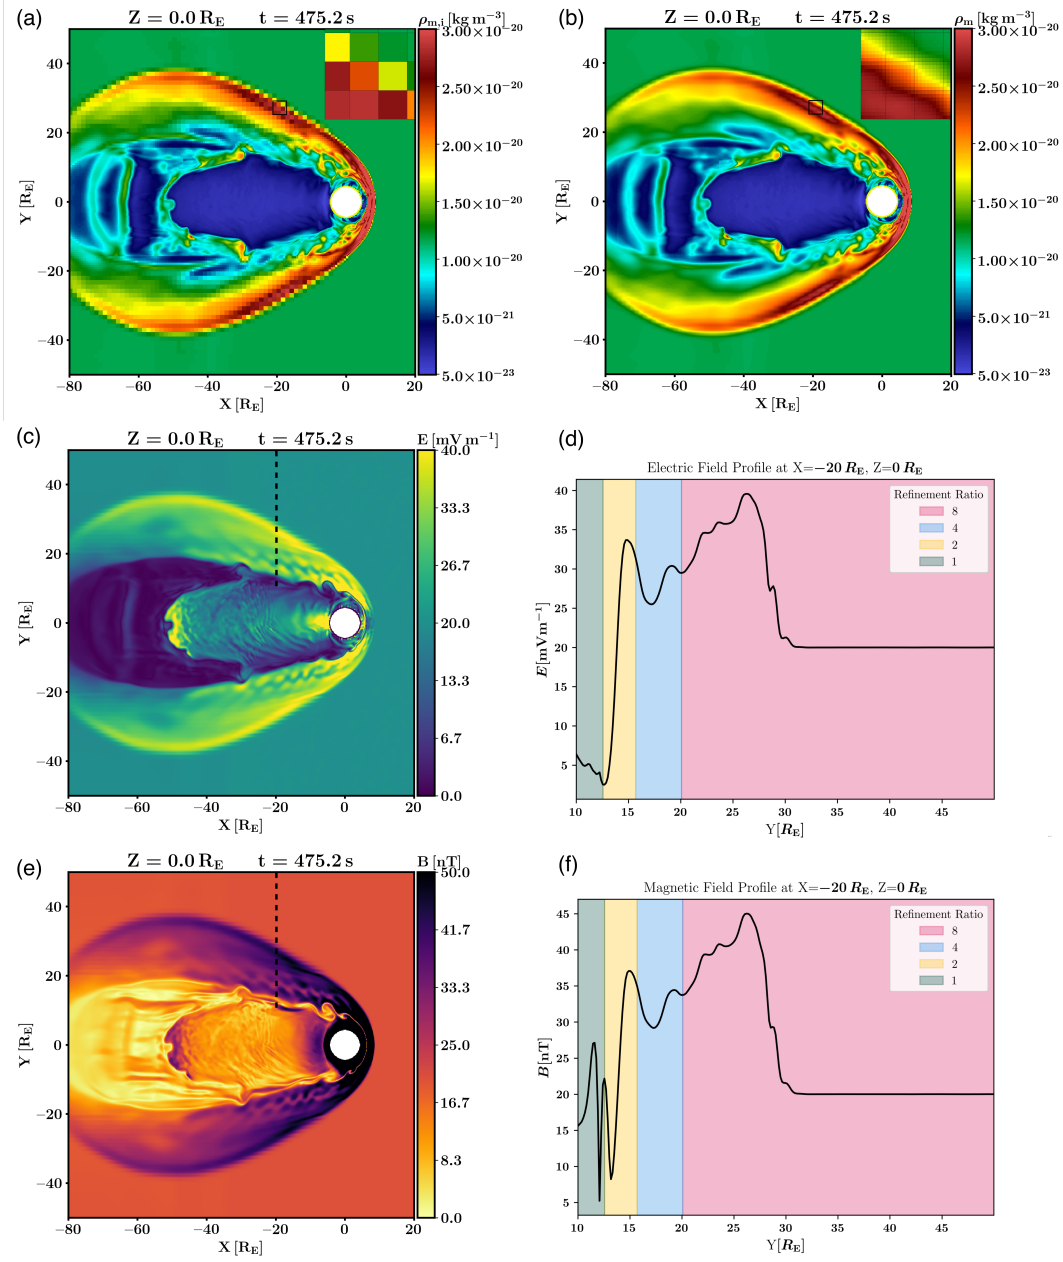 (a)
Z = 0.0 R_E t = 475.2 s
ρ_m,i [kg m⁻³]
3.00×10⁻²⁰
2.50×10⁻²⁰
2.00×10⁻²⁰
1.50×10⁻²⁰
1.00×10⁻²⁰
5.0×10⁻²¹
5.0×10⁻²³
40
20
0
−20
−40
Y [R_E]
−80 −60 −40 −20 0 20
X [R_E]
(b)
Z = 0.0 R_E t = 475.2 s
ρ_m [kg m⁻³]
3.00×10⁻²⁰
2.50×10⁻²⁰
2.00×10⁻²⁰
1.50×10⁻²⁰
1.00×10⁻²⁰
5.0×10⁻²¹
5.0×10⁻²³
40
20
0
−20
−40
Y [R_E]
−80 −60 −40 −20 0 20
X [R_E]
(c)
Z = 0.0 R_E t = 475.2 s
E [mV m⁻¹]
40.0
33.3
26.7
20.0
13.3
6.7
0.0
40
20
0
−20
−40
Y [R_E]
−80 −60 −40 −20 0 20
X [R_E]
(d)
Electric Field Profile at X=−20 R_E, Z=0 R_E
Refinement Ratio
8
4
2
1
40
35
30
25
20
15
10
5
E[mVm⁻¹]
10 15 20 25 30 35 40 45
Y[R_E]
(e)
Z = 0.0 R_E t = 475.2 s
B [nT]
50.0
41.7
33.3
25.0
16.7
8.3
0.0
40
20
0
−20
−40
Y [R_E]
−80 −60 −40 −20 0 20
X [R_E]
(f)
Magnetic Field Profile at X=−20 R_E, Z=0 R_E
Refinement Ratio
8
4
2
1
45
40
35
30
25
20
15
10
5
B[nT]
10 15 20 25 30 35 45
Y[R_E]